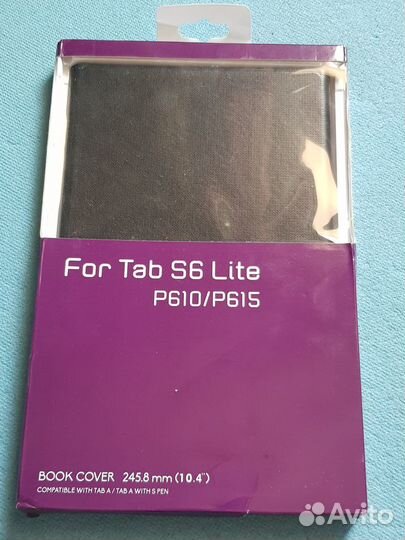 For Tab S6 Lite
P610/P615
BOOK COVER 245.8 mm (10.4")
COMPATIBLE WITH TAB A / TAB A WITH S PEN
Avito